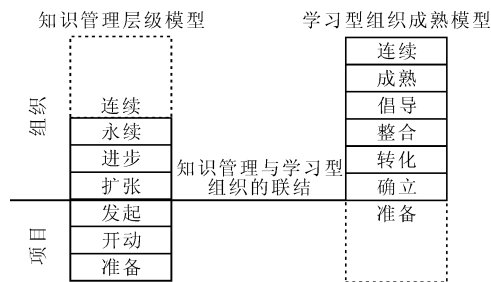 知识管理层级模型
学习型组织成熟模型
组织
连续
永续
进步
扩张
发起
开动
准备
项目
知识管理与学习型
组织的联结
连续
成熟
倡导
整合
转化
确立
准备